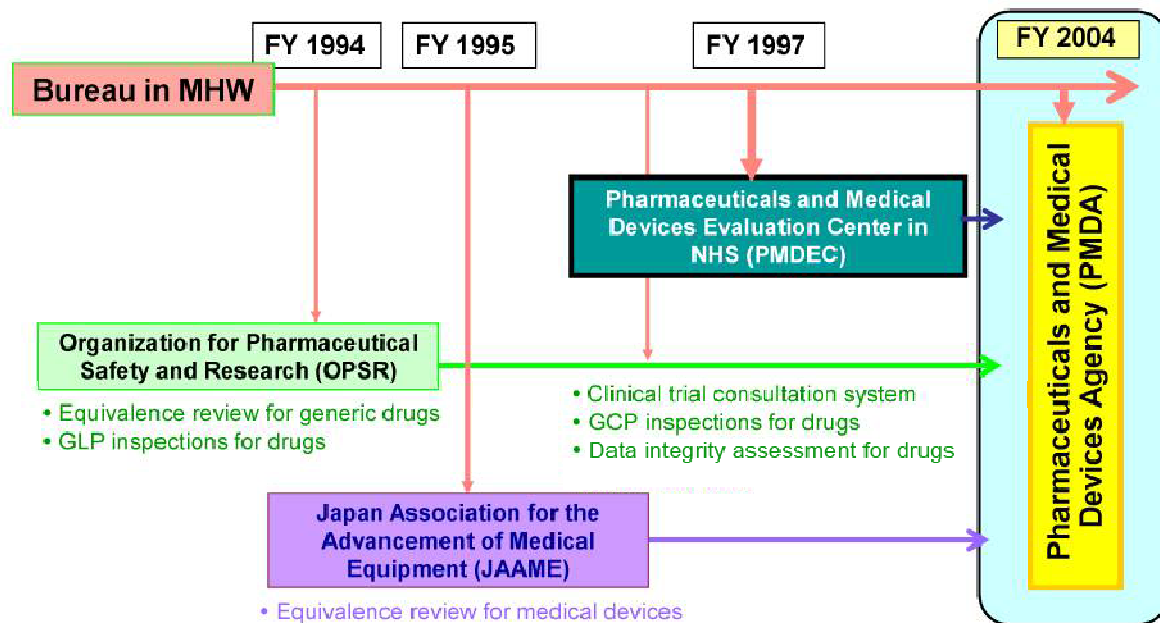 FY 1994
FY 1995
FY 1997
FY 2004
Bureau in MHW
Pharmaceuticals and Medical
Devices Evaluation Center in
NHS (PMDEC)
Pharmaceuticals and Medical
Devices Agency (PMDA)
Organization for Pharmaceutical
Safety and Research (OPSR)
• Equivalence review for generic drugs
• GLP inspections for drugs
• Clinical trial consultation system
• GCP inspections for drugs
• Data integrity assessment for drugs
Japan Association for the
Advancement of Medical
Equipment (JAAME)
• Equivalence review for medical devices